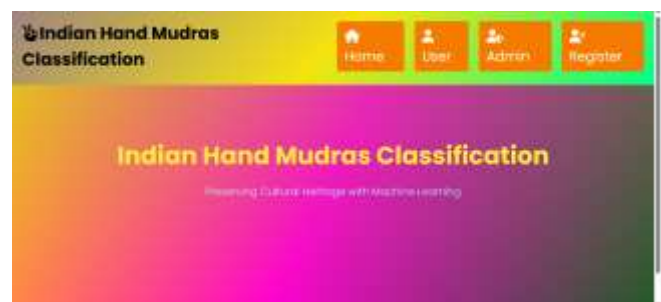 Indian Hand Mudras
Classification
Home
User
Admin
Register
Indian Hand Mudras Classification
Preserving Cultural Heritage with Machine Learning